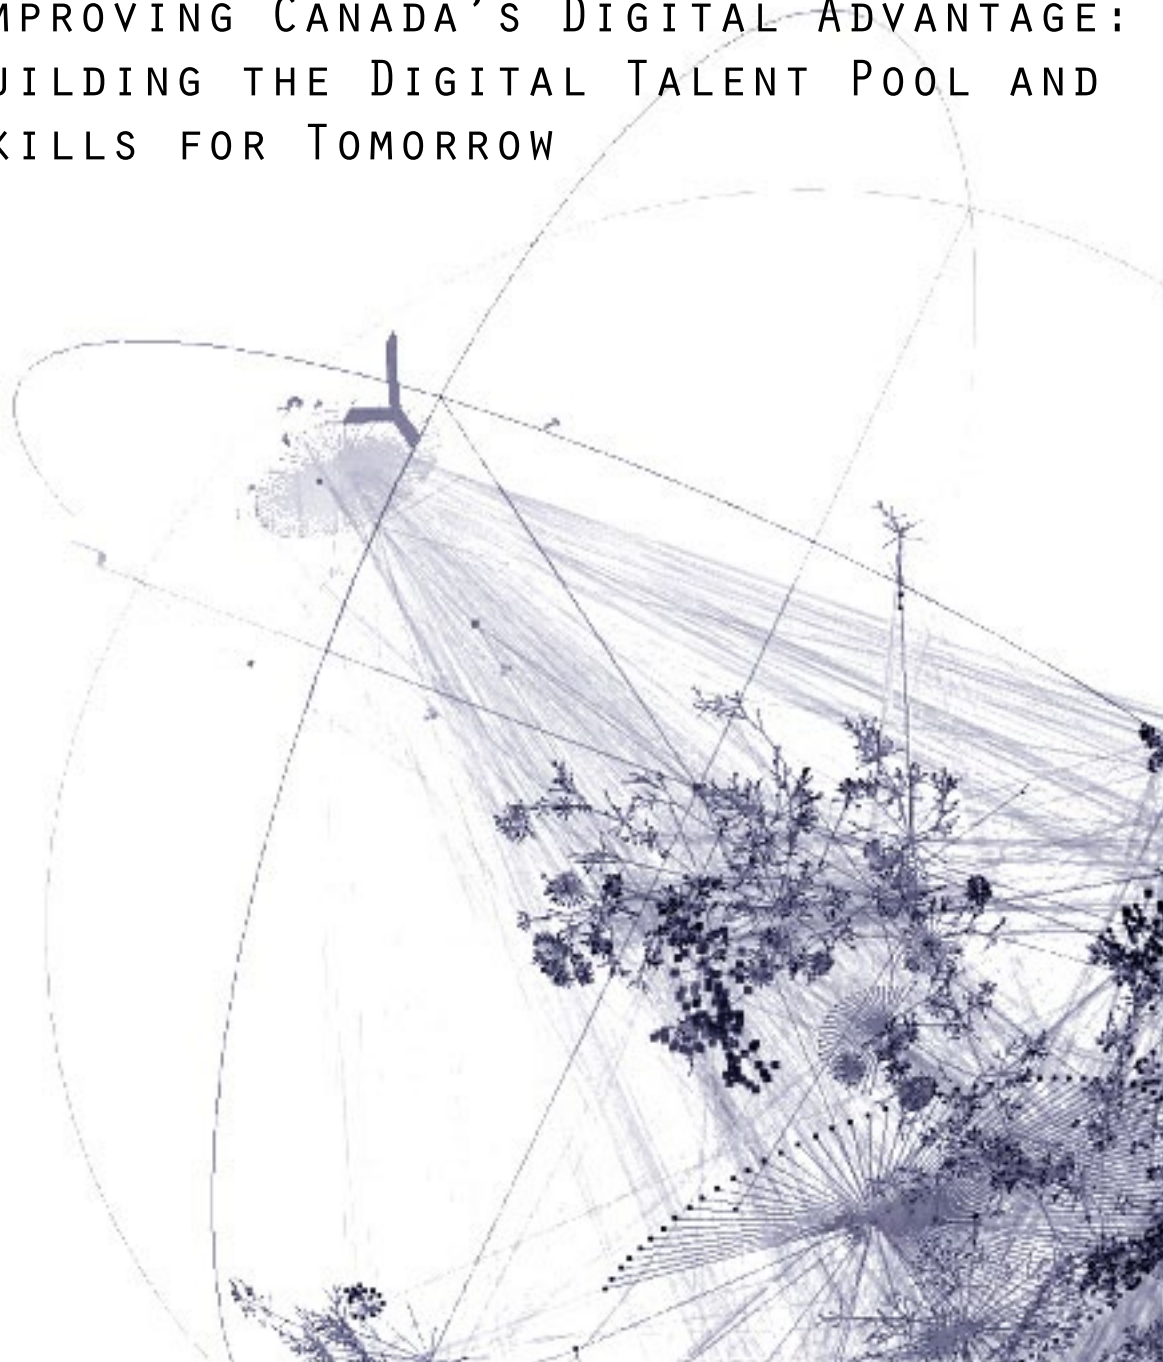 MPROVING CANADA'S DIGITAL ADVANTAGE:
UILDING THE DIGITAL TALENT POOL AND
KILLS FOR TOMORROW